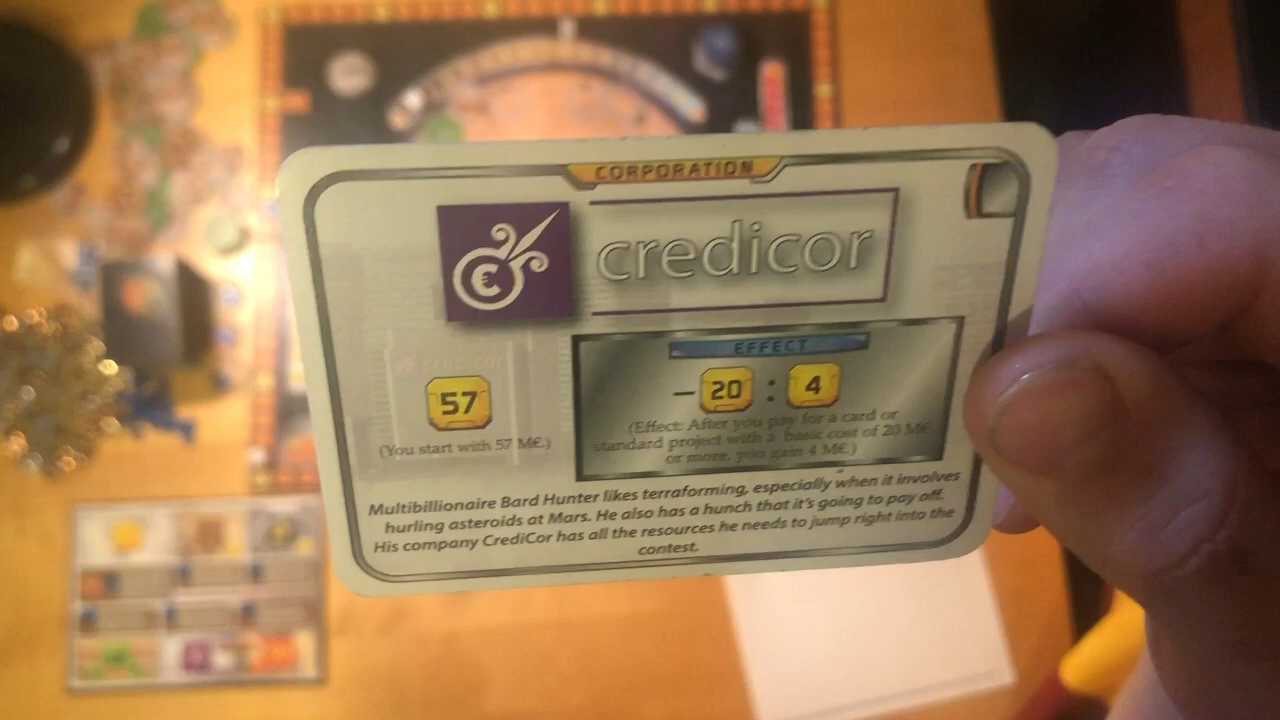 CORPORATION
credicor
EFFECT
- 20 : 4
57
(You start with 57 M€.)
(Effect: After you pay for a card or
standard project with a basic cost of 20 M€
or more, you gain 4 M€.)
Multibillionaire Bard Hunter likes terraforming, especially when it involves
hurling asteroids at Mars. He also has a hunch that it's going to pay off.
His company CrediCor has all the resources he needs to jump right into the
contest.